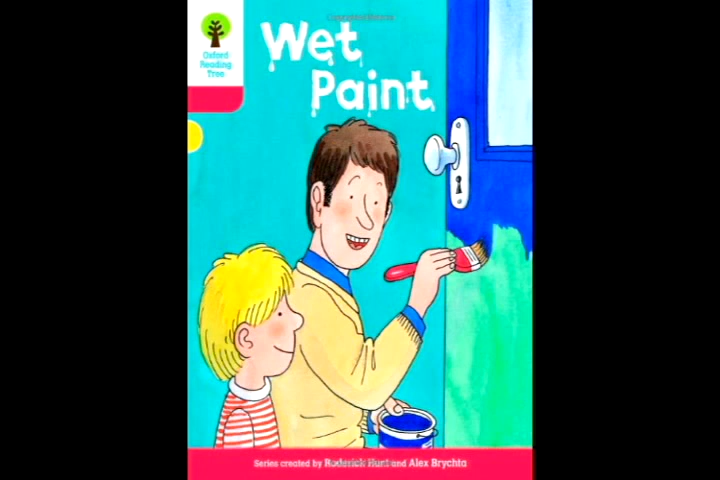 Oxford
Reading
Tree
Wet
Paint
Series created by Roderick Hunt and Alex Brychta